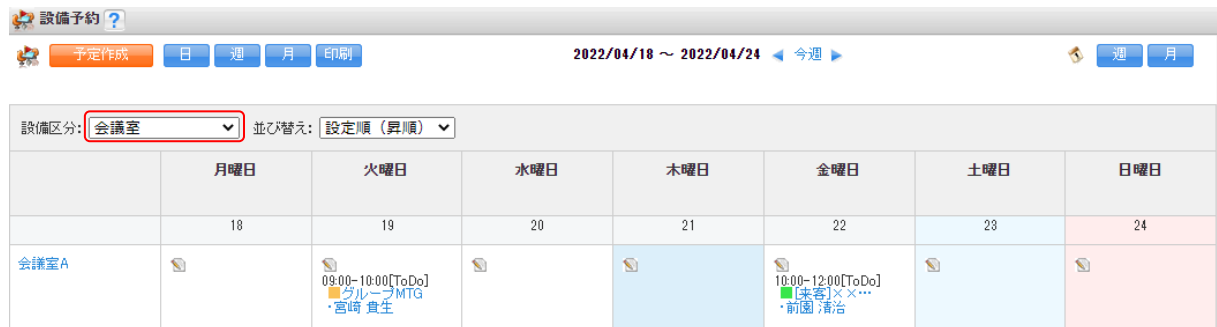 設備予約 ?
予定作成 日 週 月 印刷 2022/04/18 ～ 2022/04/24 今週 週 月
設備区分: 会議室 並び替え: 設定順（昇順）
月曜日 火曜日 水曜日 木曜日 金曜日 土曜日 日曜日
18 19 20 21 22 23 24
会議室A
09:00-10:00[ToDo]
グループMTG
・宮崎 貴生
10:00-12:00[ToDo]
[来客]××…
・前園 清治